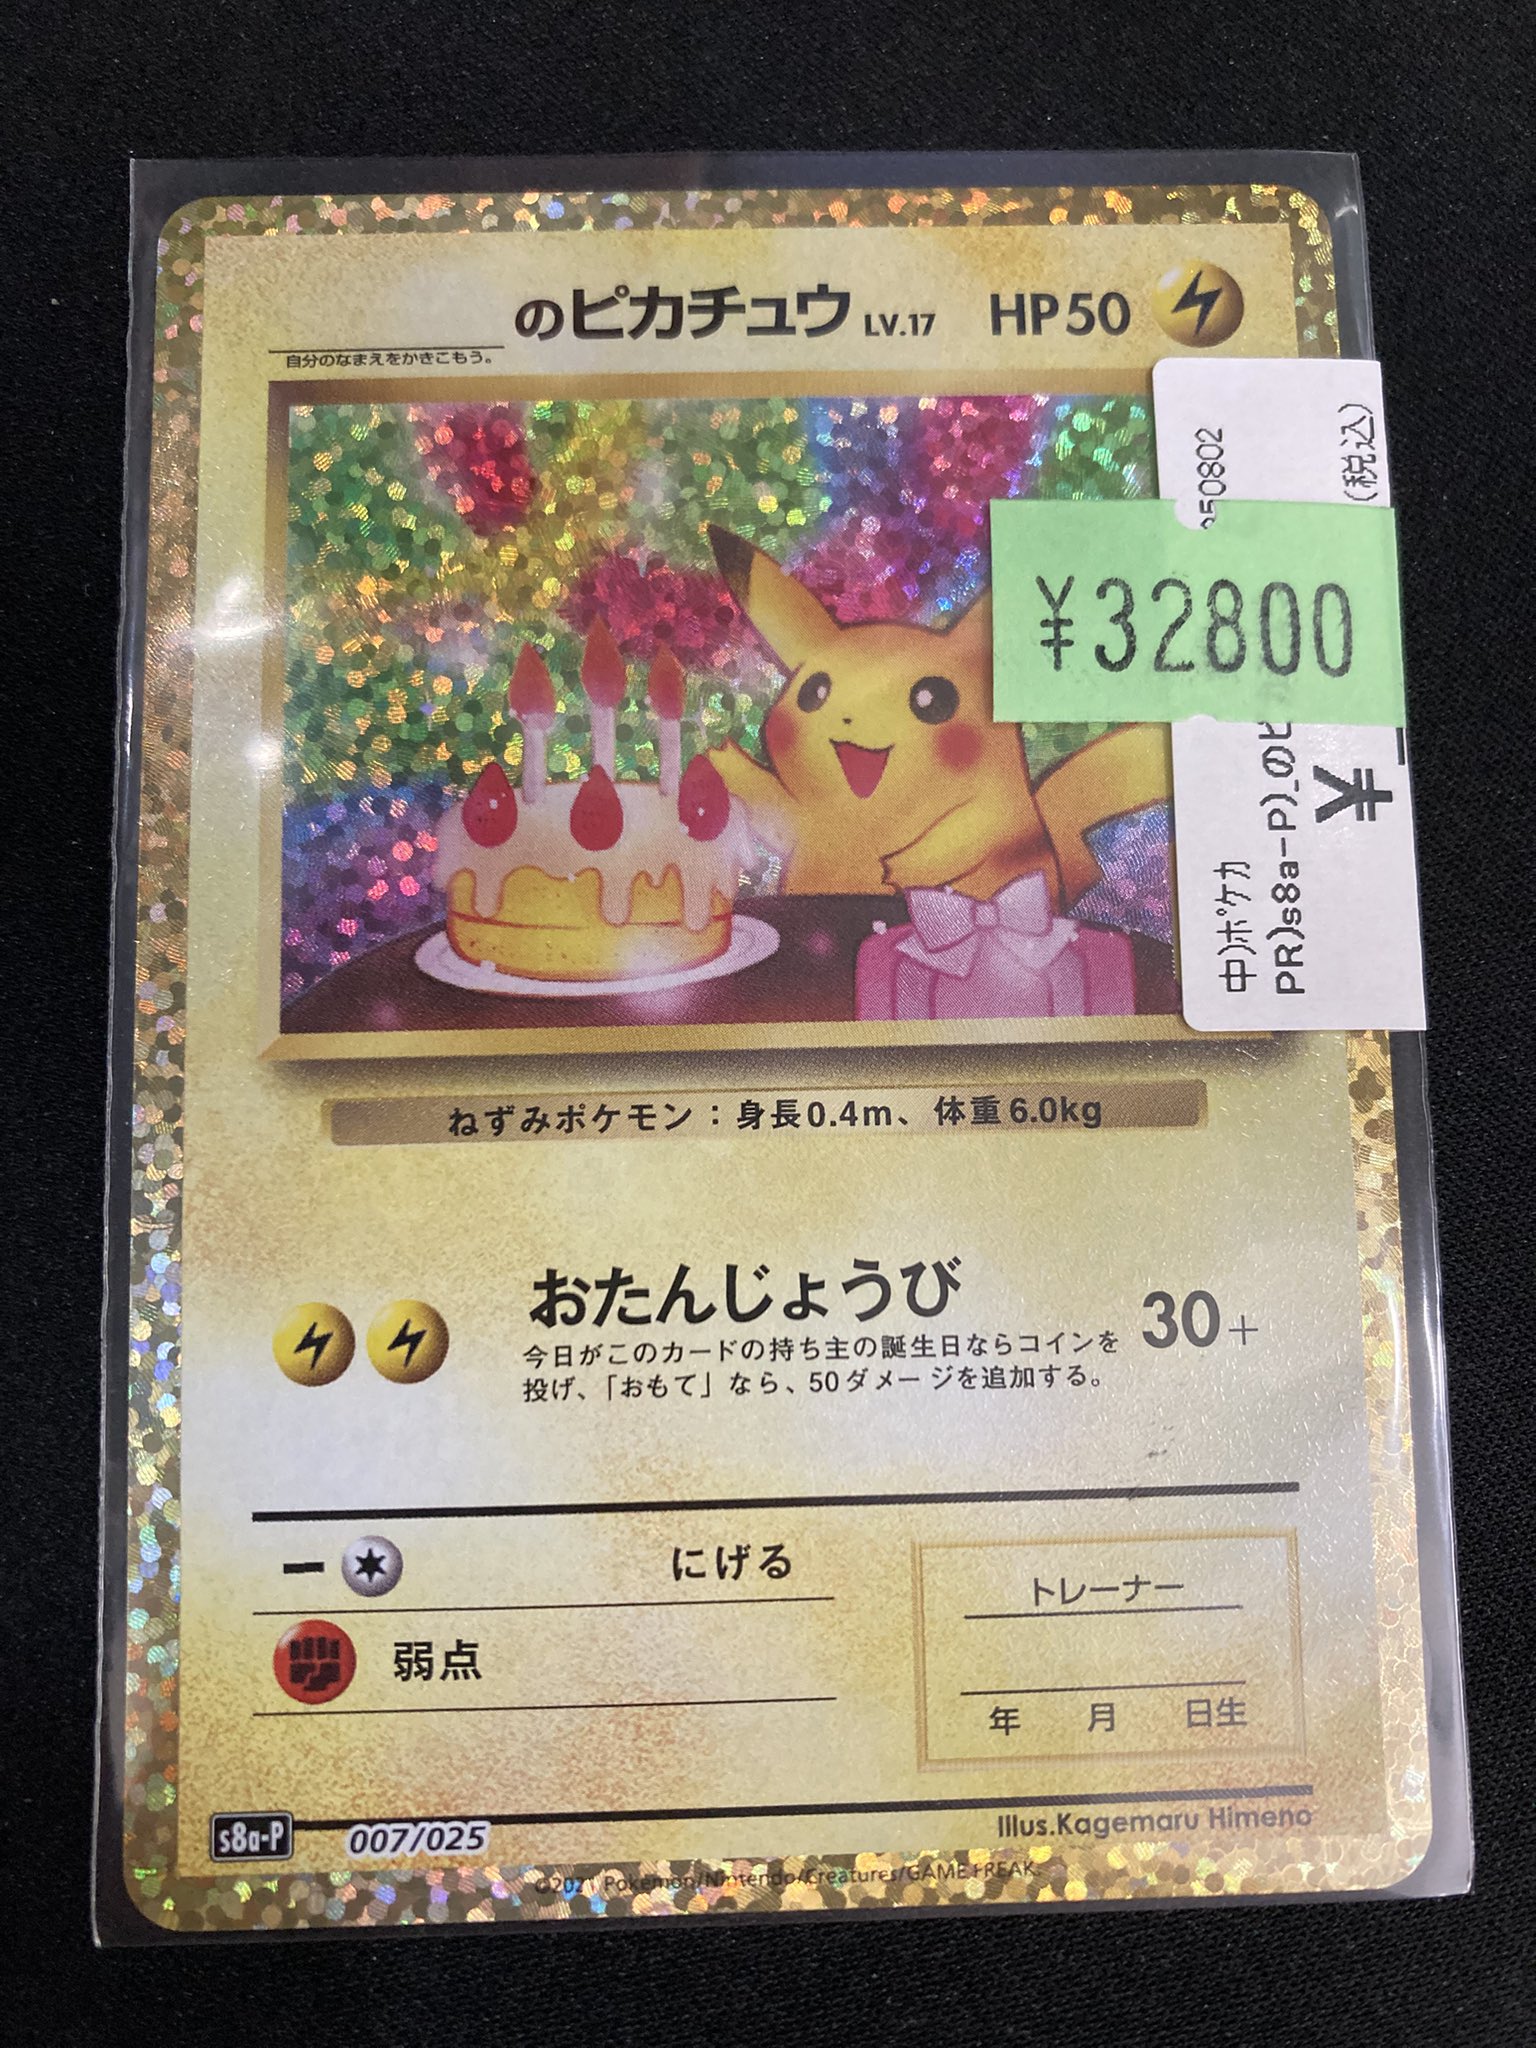 のピカチュウ LV.17 HP50
自分のなまえをかきこもう。
50802
(税込)
¥32800
中)ポケカ
PR)s8a-P)_のピ
¥
ねずみポケモン：身長0.4m、体重6.0kg
おたんじょうび 30+
今日がこのカードの持ち主の誕生日ならコインを
投げ、「おもて」なら、50ダメージを追加する。
ー にげる
トレーナー
弱点
年 月 日生
s8a-P 007/025 Illus.Kagemaru Himeno
©2021 Pokémon/Nintendo/Creatures/GAME FREAK.